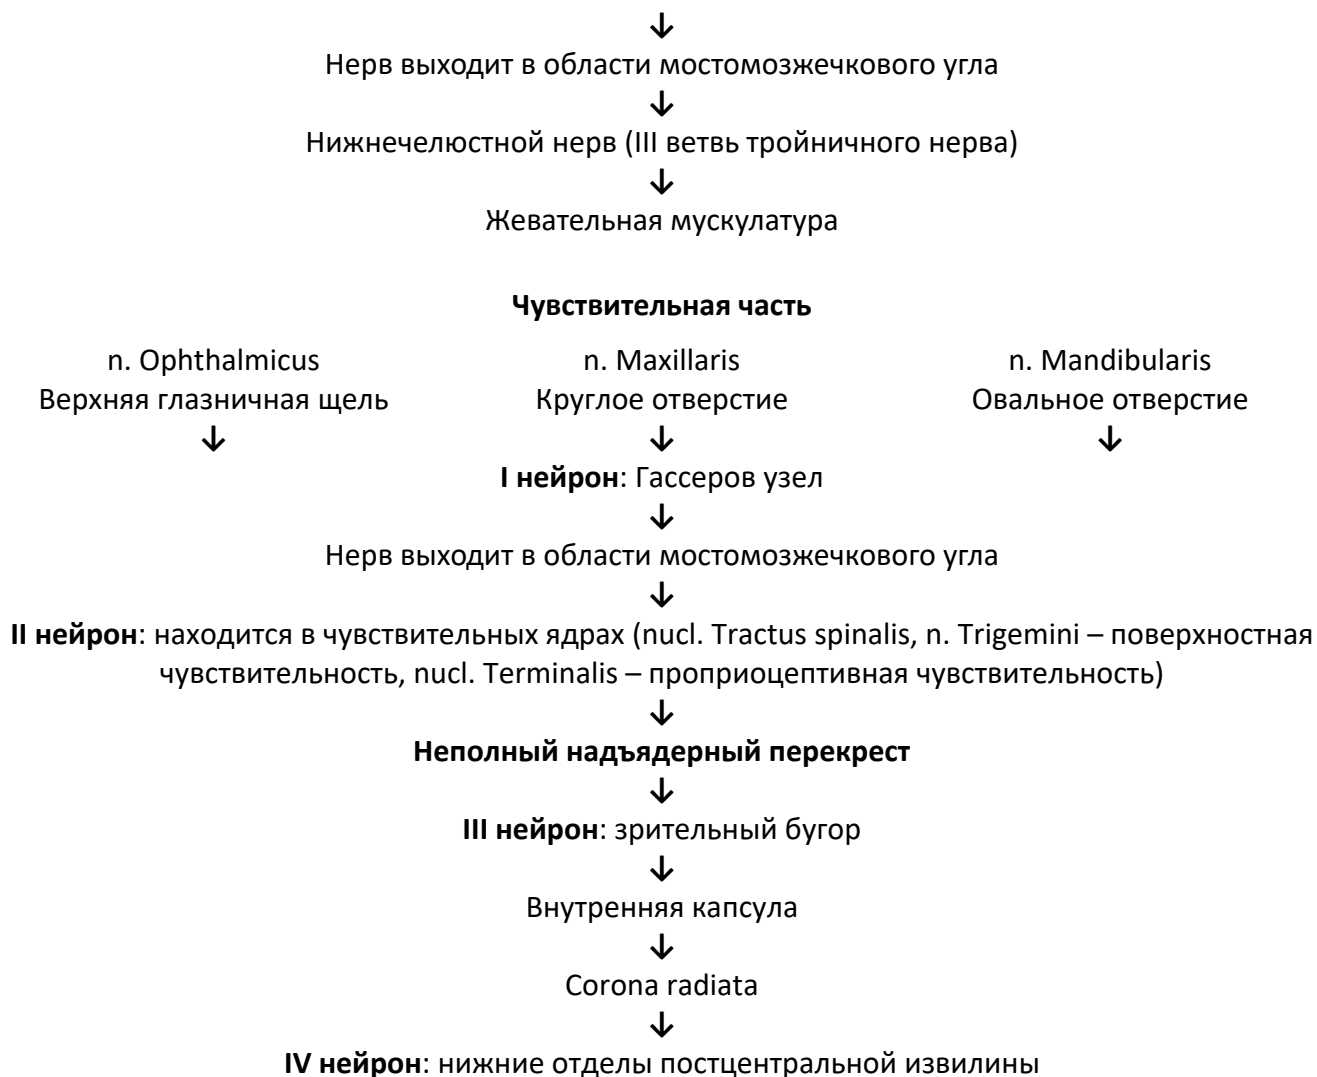 ↓
Нерв выходит в области мостомозжечкового угла
↓
Нижнечелюстной нерв (III ветвь тройничного нерва)
↓
Жевательная мускулатура
Чувствительная часть
n. Ophthalmicus n. Maxillaris n. Mandibularis
Верхняя глазничная щель Круглое отверстие Овальное отверстие
↓ ↓ ↓
I нейрон: Гассеров узел
↓
Нерв выходит в области мостомозжечкового угла
↓
II нейрон: находится в чувствительных ядрах (nucl. Tractus spinalis, n. Trigemini – поверхностная
чувствительность, nucl. Terminalis – проприоцептивная чувствительность)
↓
Неполный надъядерный перекрест
↓
III нейрон: зрительный бугор
↓
Внутренняя капсула
↓
Corona radiata
↓
IV нейрон: нижние отделы постцентральной извилины